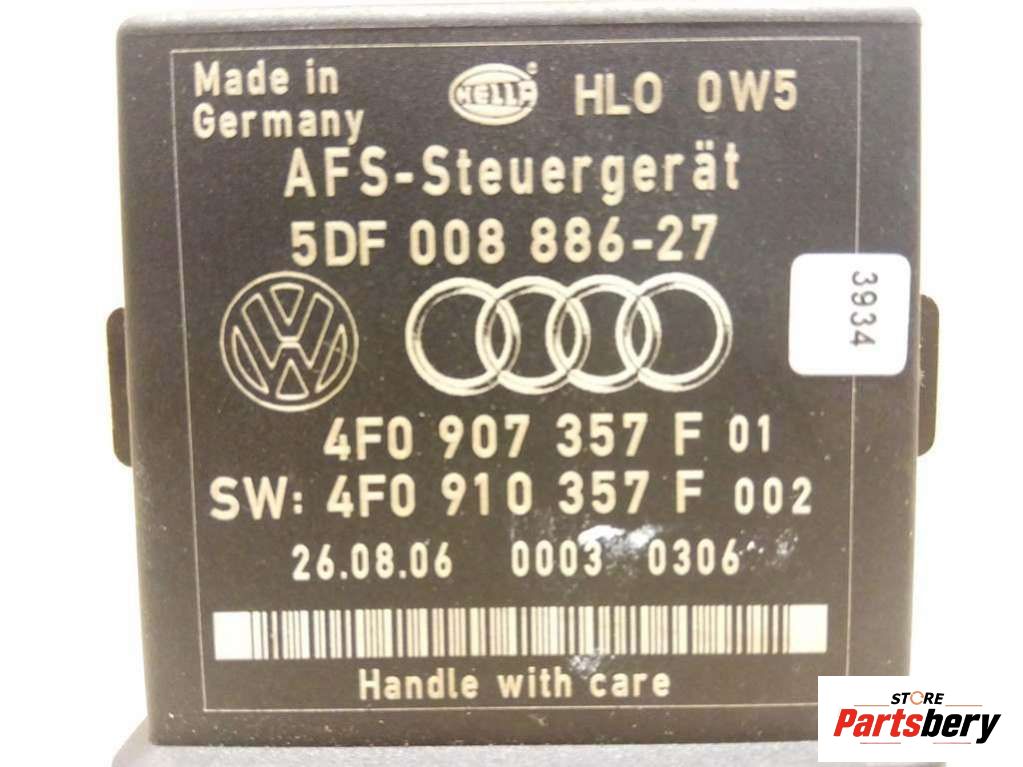 Made in
Germany
HELLA HLO 0W5
AFS-Steuergerät
5DF 008 886-27
3934
4F0 907 357 F 01
SW: 4F0 910 357 F 002
26.08.06 0003 0306
Handle with care
STORE
Partsbery